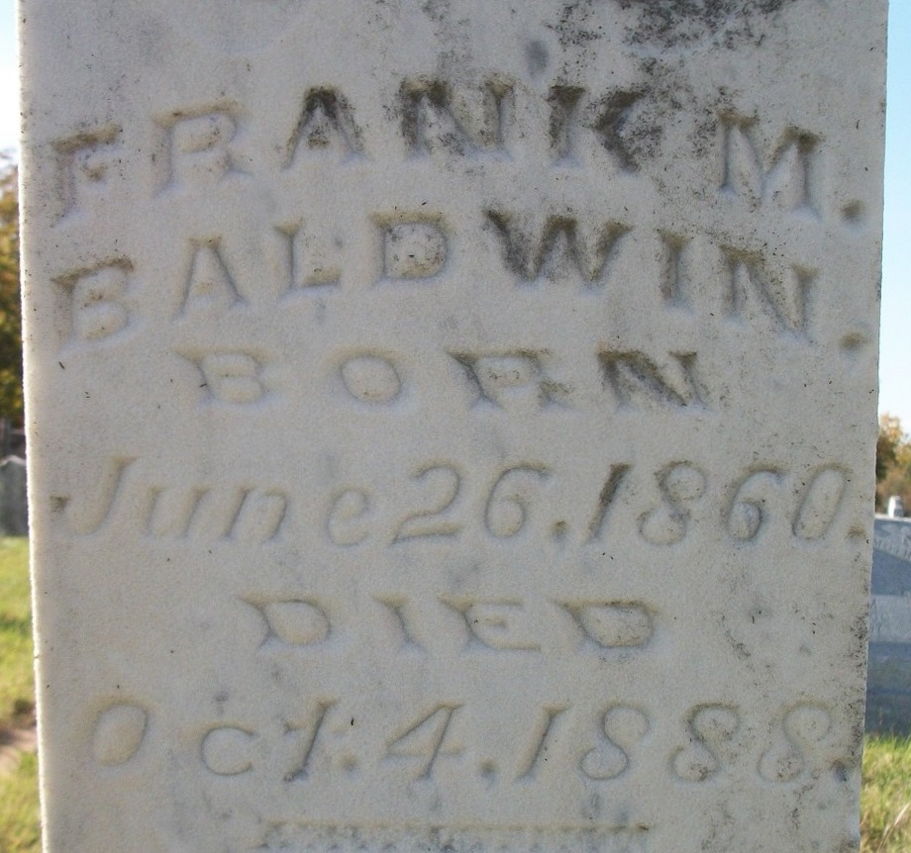 FRANK M.
BALDWIN.
BORN
June 26, 1860.
DIED
Oct. 4, 1888.